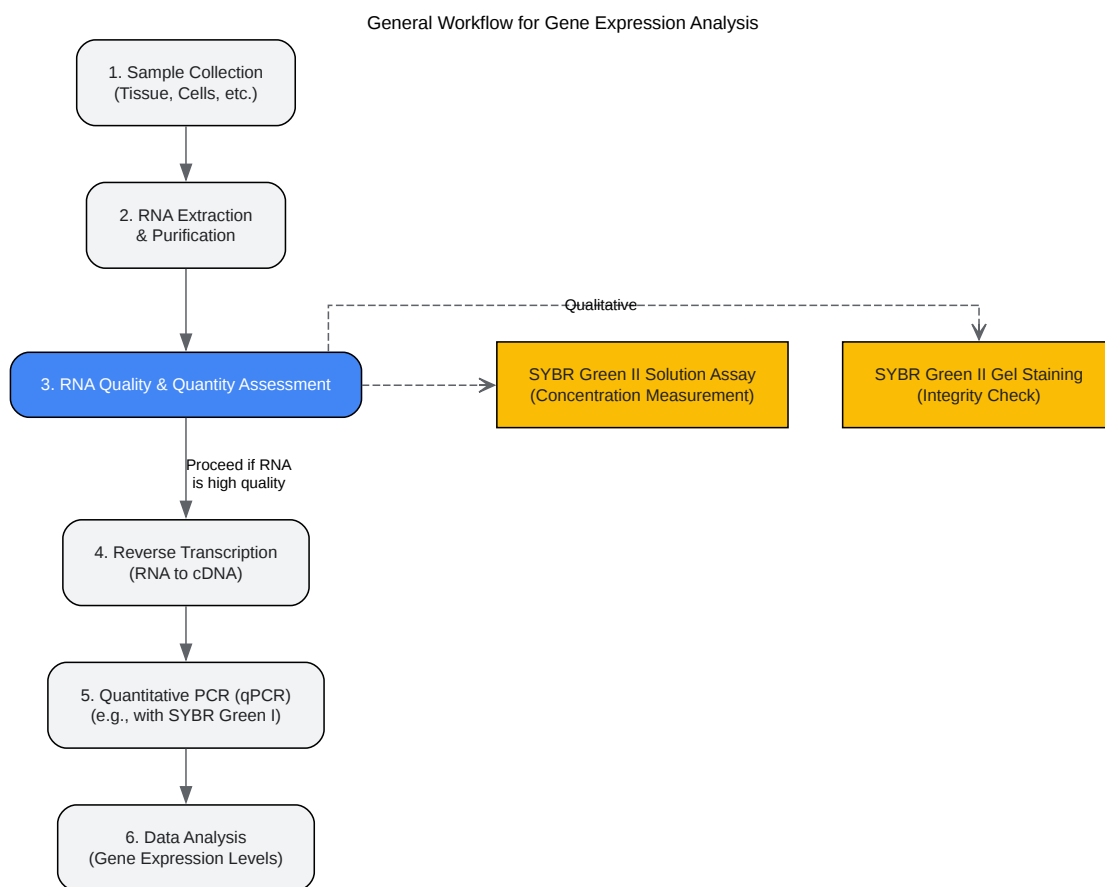 General Workflow for Gene Expression Analysis
1. Sample Collection
(Tissue, Cells, etc.)
2. RNA Extraction
& Purification
Qualitative
3. RNA Quality & Quantity Assessment
SYBR Green II Solution Assay
(Concentration Measurement)
SYBR Green II Gel Staining
(Integrity Check)
Proceed if RNA
is high quality
4. Reverse Transcription
(RNA to cDNA)
5. Quantitative PCR (qPCR)
(e.g., with SYBR Green I)
6. Data Analysis
(Gene Expression Levels)